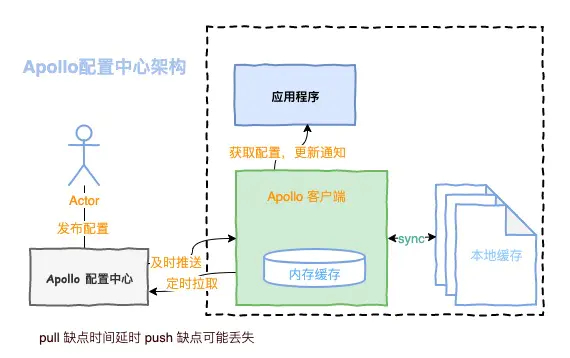 Apollo配置中心架构
应用程序
获取配置，更新通知
Actor
发布配置
Apollo 客户端
内存缓存
sync
本地缓存
及时推送
定时拉取
Apollo 配置中心
pull 缺点时间延时 push 缺点可能丢失